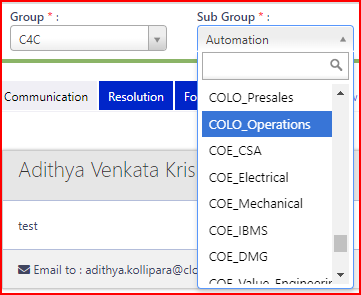 Group * :
Sub Group * :
C4C
Automation
Communication
Resolution
COLO_Presales
COLO_Operations
COE_CSA
COE_Electrical
COE_Mechanical
COE_IBMS
COE_DMG
COE_Value_Engineering
Adithya Venkata Kris
test
Email to : adithya.kollipara@clo